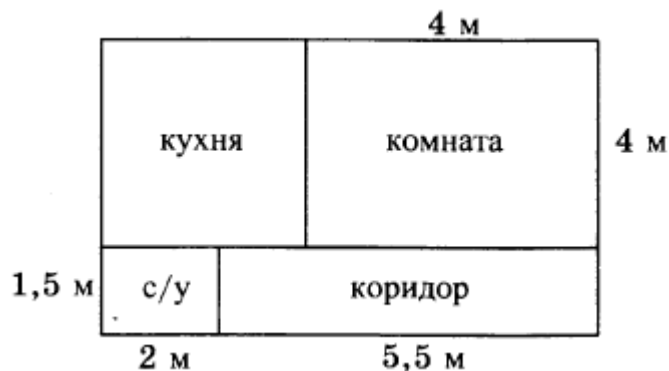 4 м
кухня
комната
4 м
1,5 м
с/у
коридор
2 м
5,5 м